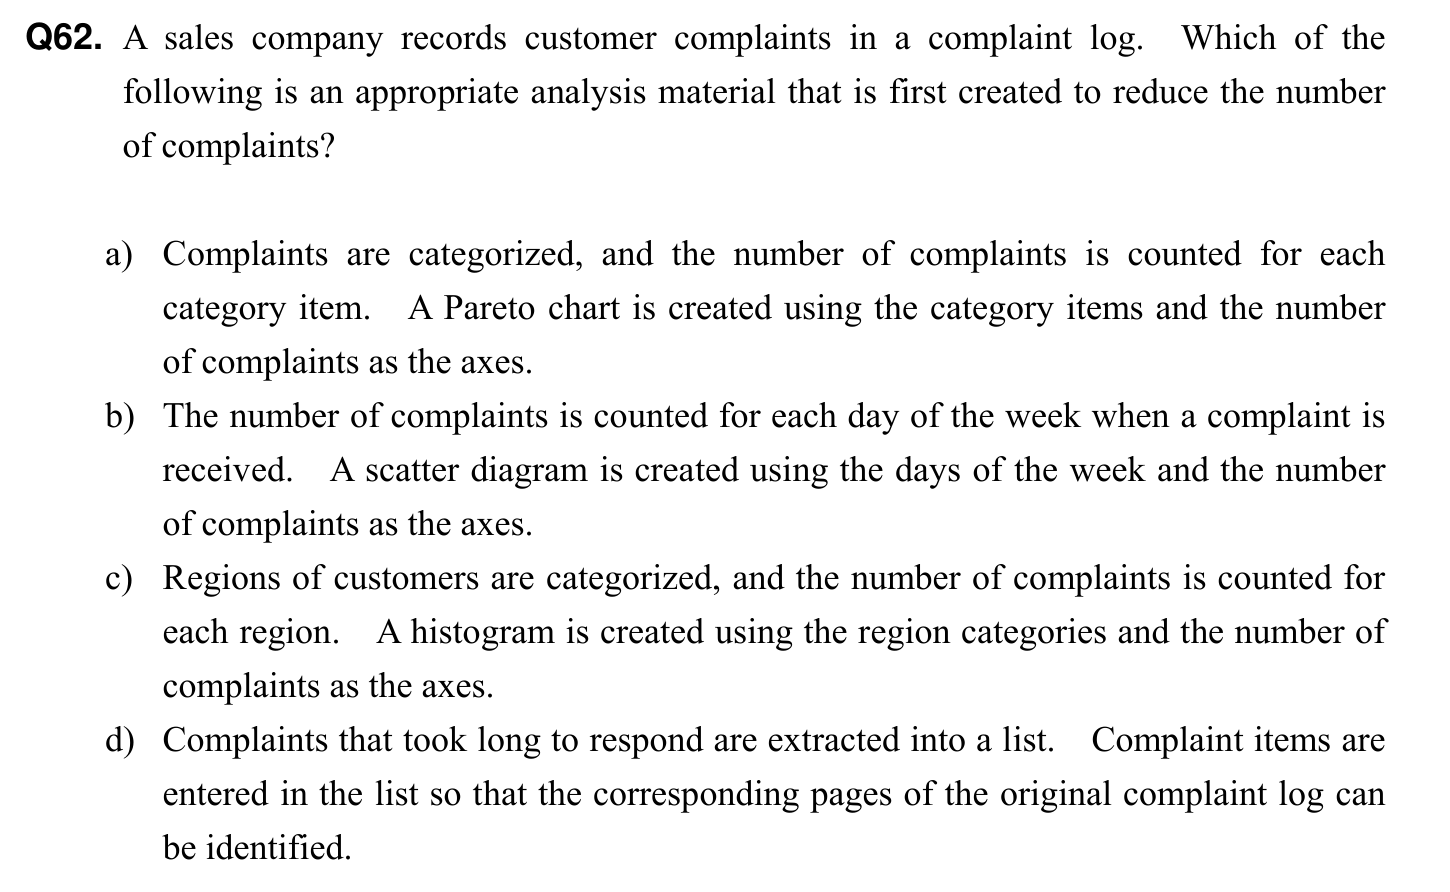 Q62. A sales company records customer complaints in a complaint log. Which of the
following is an appropriate analysis material that is first created to reduce the number
of complaints?
a) Complaints are categorized, and the number of complaints is counted for each
category item. A Pareto chart is created using the category items and the number
of complaints as the axes.
b) The number of complaints is counted for each day of the week when a complaint is
received. A scatter diagram is created using the days of the week and the number
of complaints as the axes.
c) Regions of customers are categorized, and the number of complaints is counted for
each region. A histogram is created using the region categories and the number of
complaints as the axes.
d) Complaints that took long to respond are extracted into a list. Complaint items are
entered in the list so that the corresponding pages of the original complaint log can
be identified.